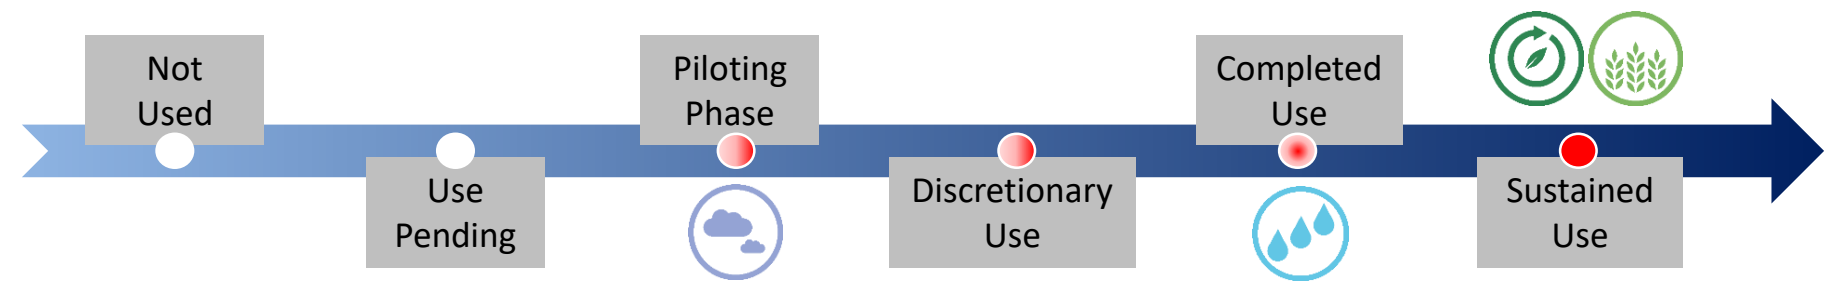 Not
Used
Use
Pending
Piloting
Phase
Discretionary
Use
Completed
Use
Sustained
Use